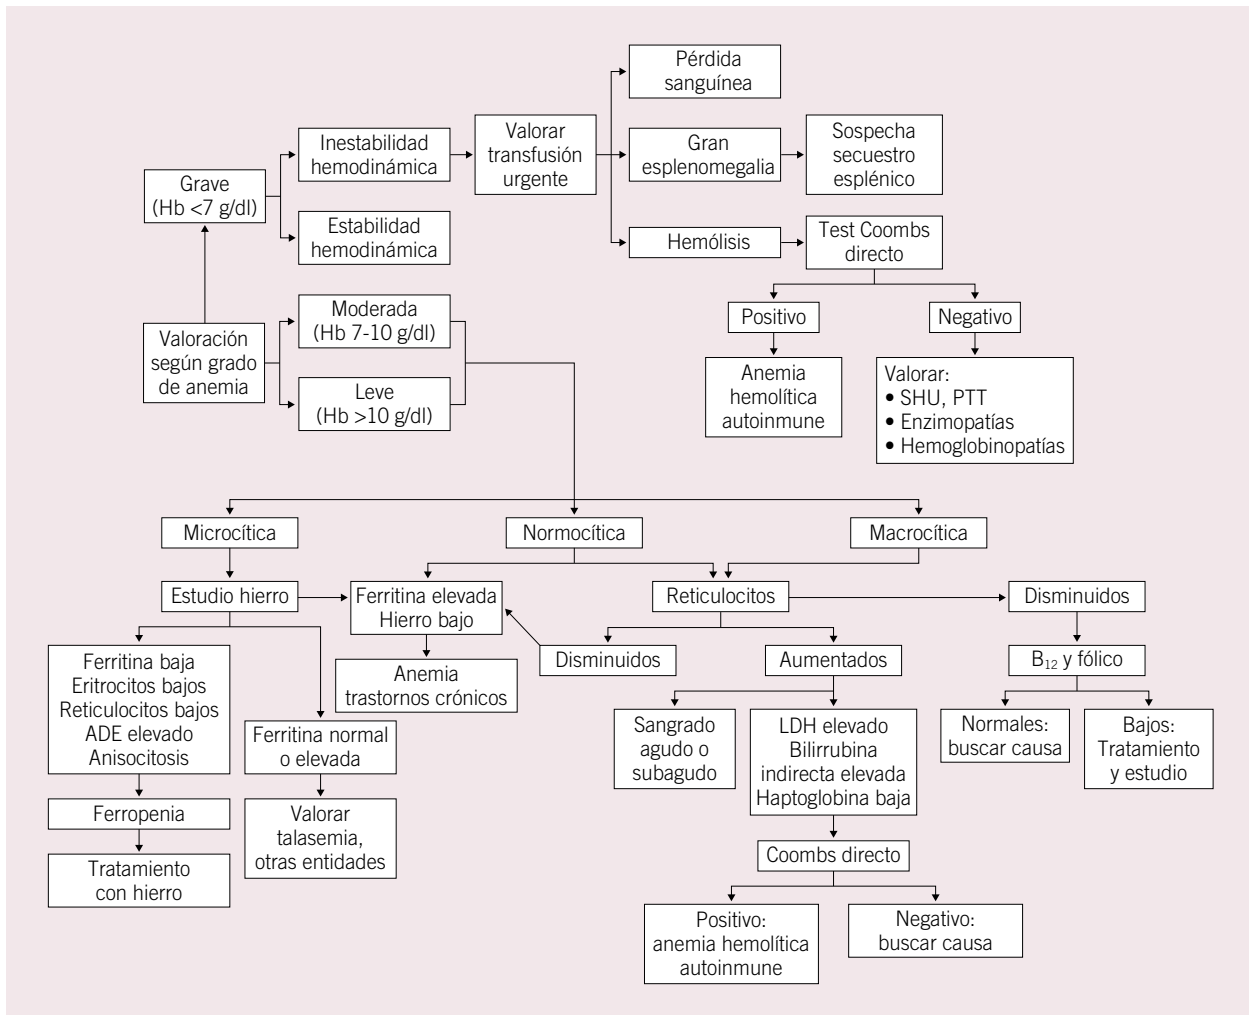 Pérdida
sanguínea
Inestabilidad
hemodinámica
Valorar
transfusión
urgente
Gran
esplenomegalia
Sospecha
secuestro
esplénico
Grave
(Hb <7 g/dl)
Estabilidad
hemodinámica
Hemólisis
Test Coombs
directo
Valoración
según grado
de anemia
Moderada
(Hb 7-10 g/dl)
Leve
(Hb >10 g/dl)
Positivo
Negativo
Anemia
hemolítica
autoinmune
Valorar:
• SHU, PTT
• Enzimopatías
• Hemoglobinopatías
Microcítica
Normocítica
Macrocítica
Estudio hierro
Ferritina elevada
Hierro bajo
Reticulocitos
Disminuidos
Ferritina baja
Eritrocitos bajos
Reticulocitos bajos
ADE elevado
Anisocitosis
Anemia
trastornos crónicos
Disminuidos
Aumentados
B₁₂ y fólico
Ferritina normal
o elevada
Sangrado
agudo o
subagudo
LDH elevado
Bilirrubina
indirecta elevada
Haptoglobina baja
Normales:
buscar causa
Bajos:
Tratamiento
y estudio
Ferropenia
Valorar
talasemia,
otras entidades
Tratamiento
con hierro
Coombs directo
Positivo:
anemia hemolítica
autoinmune
Negativo:
buscar causa